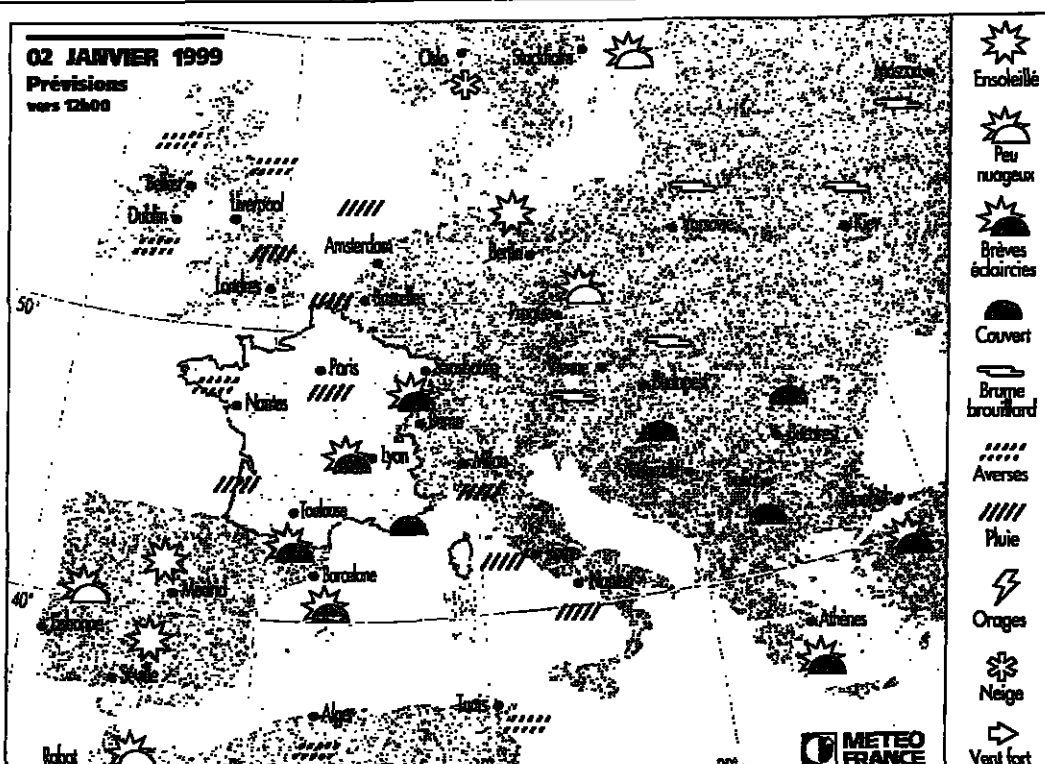 02 JANVIER 1999
Prévisions
vers 12h00
Oslo
Stockholm
Moscou
Belfast
Dublin
Liverpool
Amsterdam
Berlin
Varsovie
Kiev
Londres
Bruxelles
Prague
50°
Paris
Strasbourg
Vienne
Budapest
Nantes
Berne
Bucarest
Lyon
Milan
Toulouse
Istanbul
Barcelone
Rome
Naples
40°
Madrid
Lisbonne
Athènes
Séville
Alger
Tunis
Rabat
20°
METEO
FRANCE
Ensoleillé
Peu
nuageux
Brèves
éclaircies
Couvert
Brume
brouillard
Averses
Pluie
Orages
Neige
Vent fort